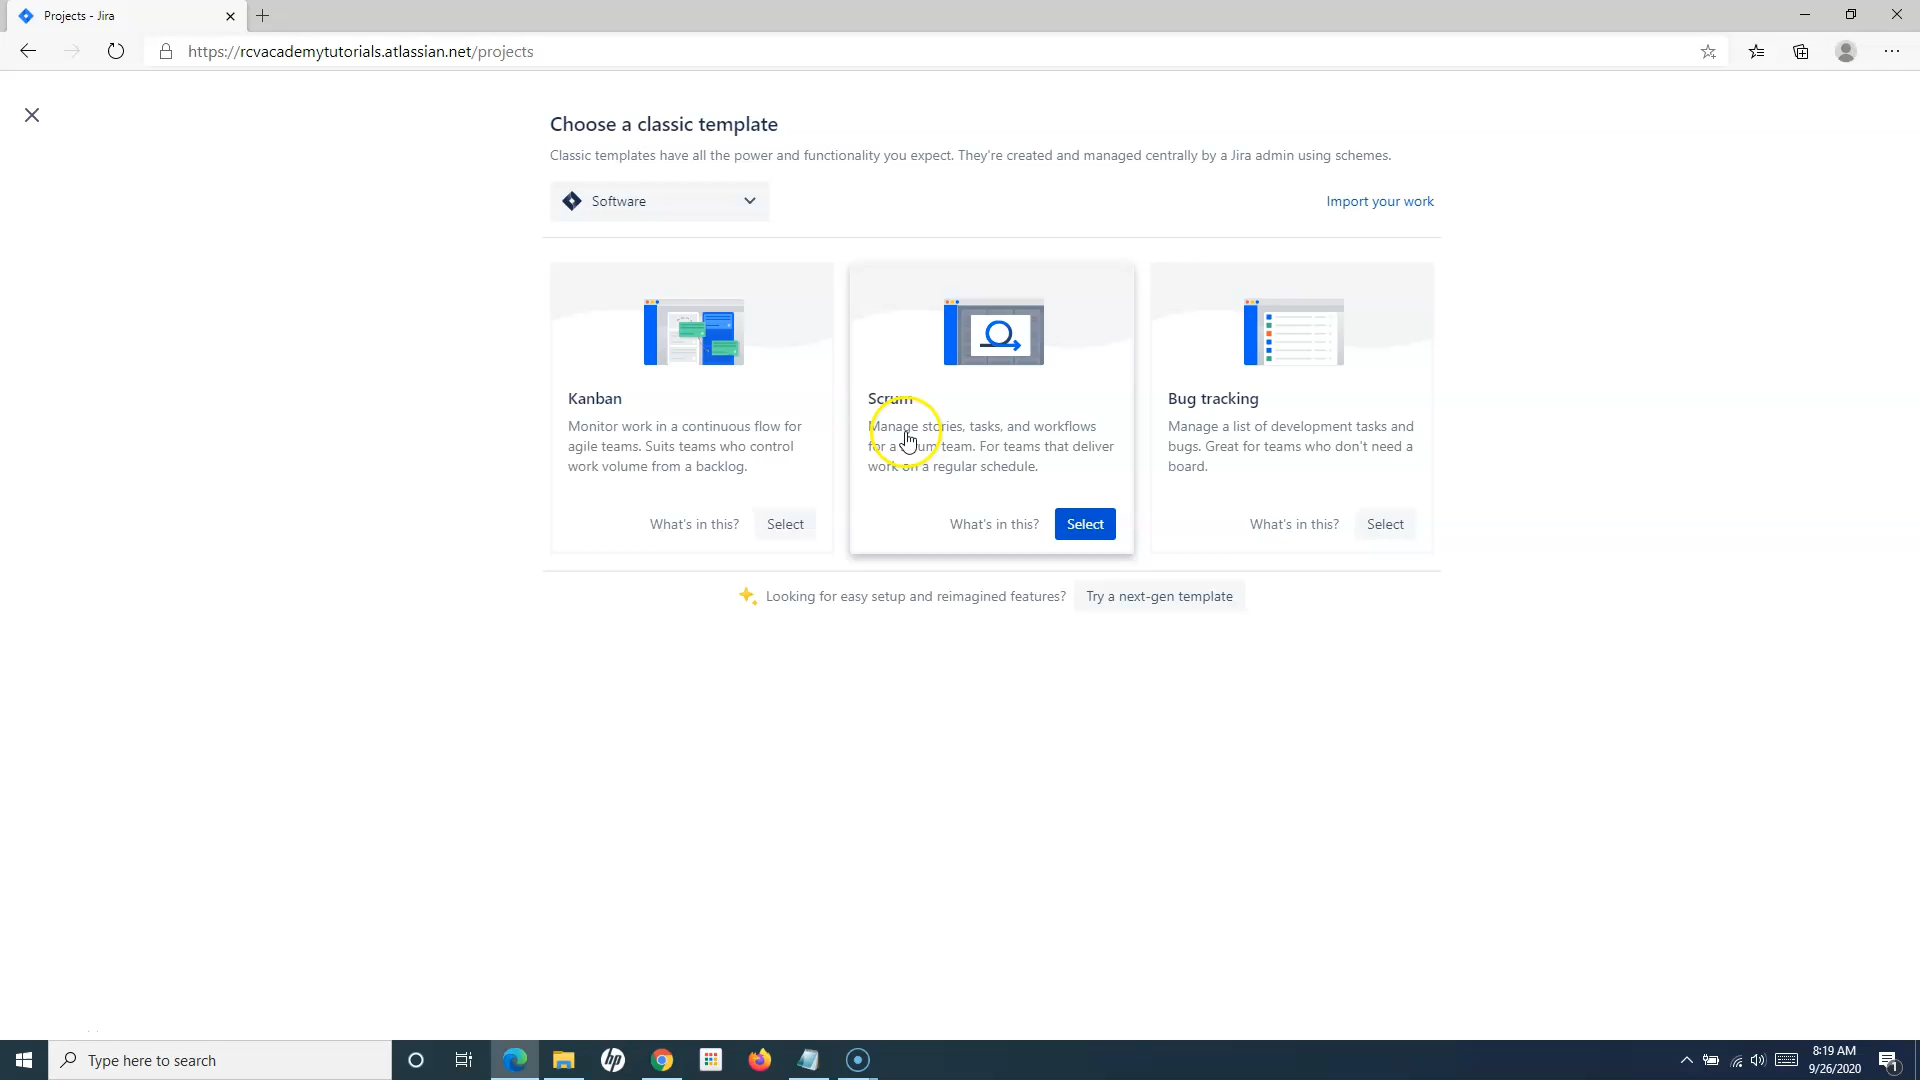 Projects - Jira
https://rcvacademytutorials.atlassian.net/projects
Choose a classic template
Classic templates have all the power and functionality you expect. They're created and managed centrally by a Jira admin using schemes.
Software
Import your work
Kanban
Monitor work in a continuous flow for
agile teams. Suits teams who control
work volume from a backlog.
What's in this?
Select
Scrum
Manage stories, tasks, and workflows
for a scrum team. For teams that deliver
work on a regular schedule.
What's in this?
Select
Bug tracking
Manage a list of development tasks and
bugs. Great for teams who don't need a
board.
What's in this?
Select
Looking for easy setup and reimagined features?
Try a next-gen template
Type here to search
hp
8:19 AM
9/26/2020
1